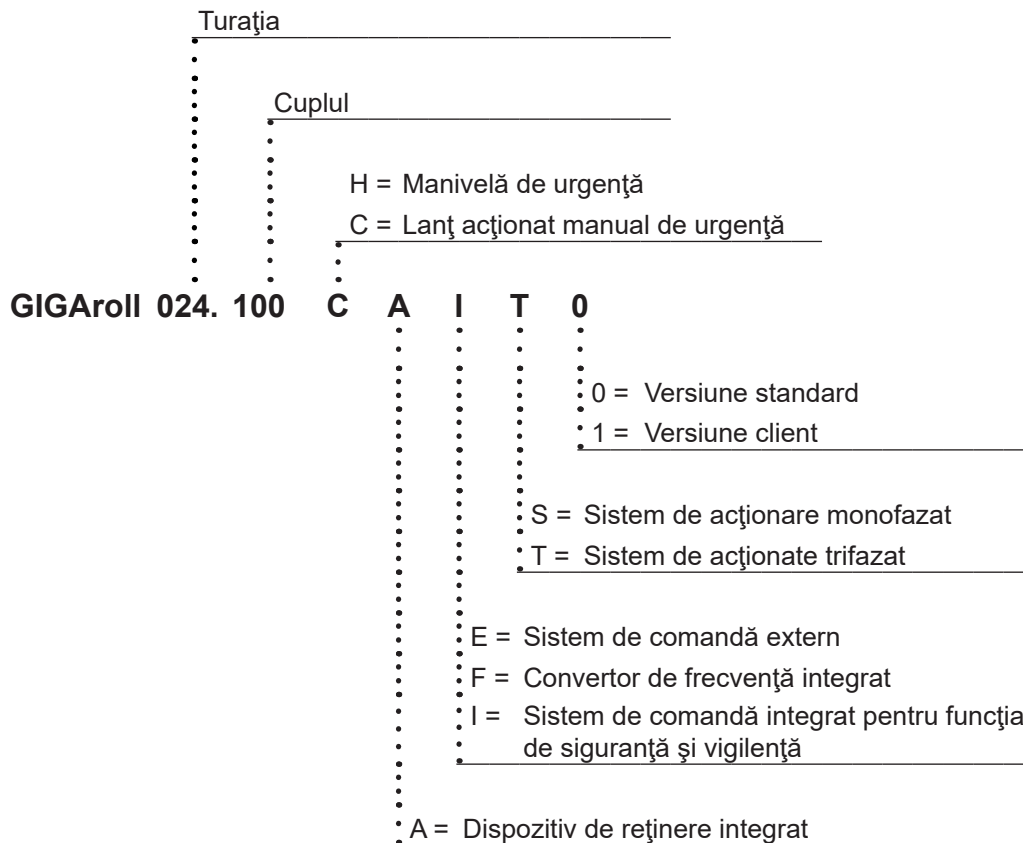 Turaţia
Cuplul
H = Manivelă de urgenţă
C = Lanţ acţionat manual de urgenţă
GIGAroll 024. 100 C A I T 0
0 = Versiune standard
1 = Versiune client
S = Sistem de acţionare monofazat
T = Sistem de acţionate trifazat
E = Sistem de comandă extern
F = Convertor de frecvenţă integrat
I = Sistem de comandă integrat pentru funcţia
de siguranţă şi vigilenţă
A = Dispozitiv de reţinere integrat